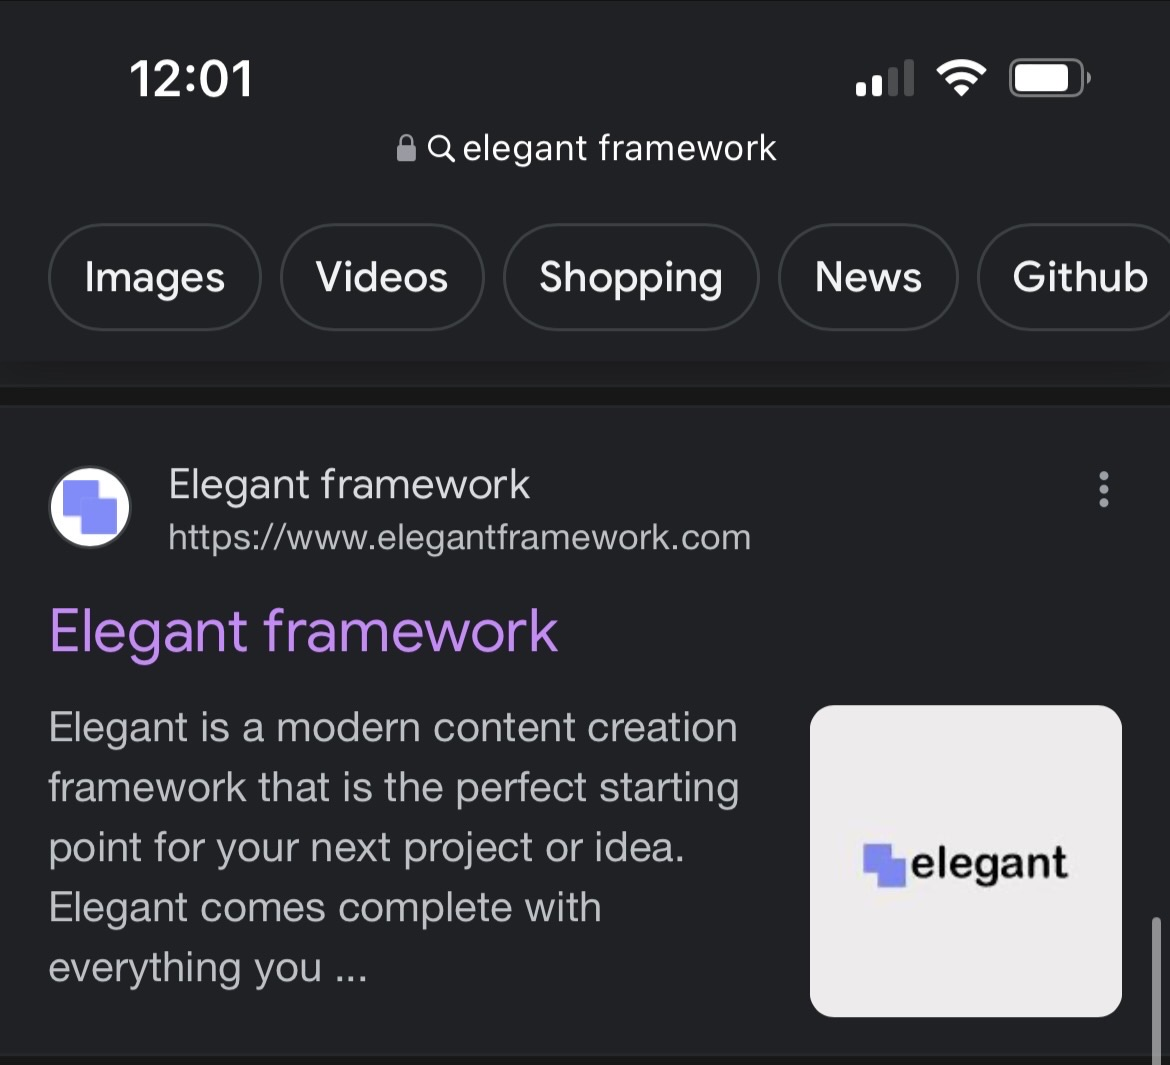 12:01
elegant framework
Images Videos Shopping News Github
Elegant framework
https://www.elegantframework.com
Elegant framework
Elegant is a modern content creation
framework that is the perfect starting
point for your next project or idea.
Elegant comes complete with
everything you ...
elegant